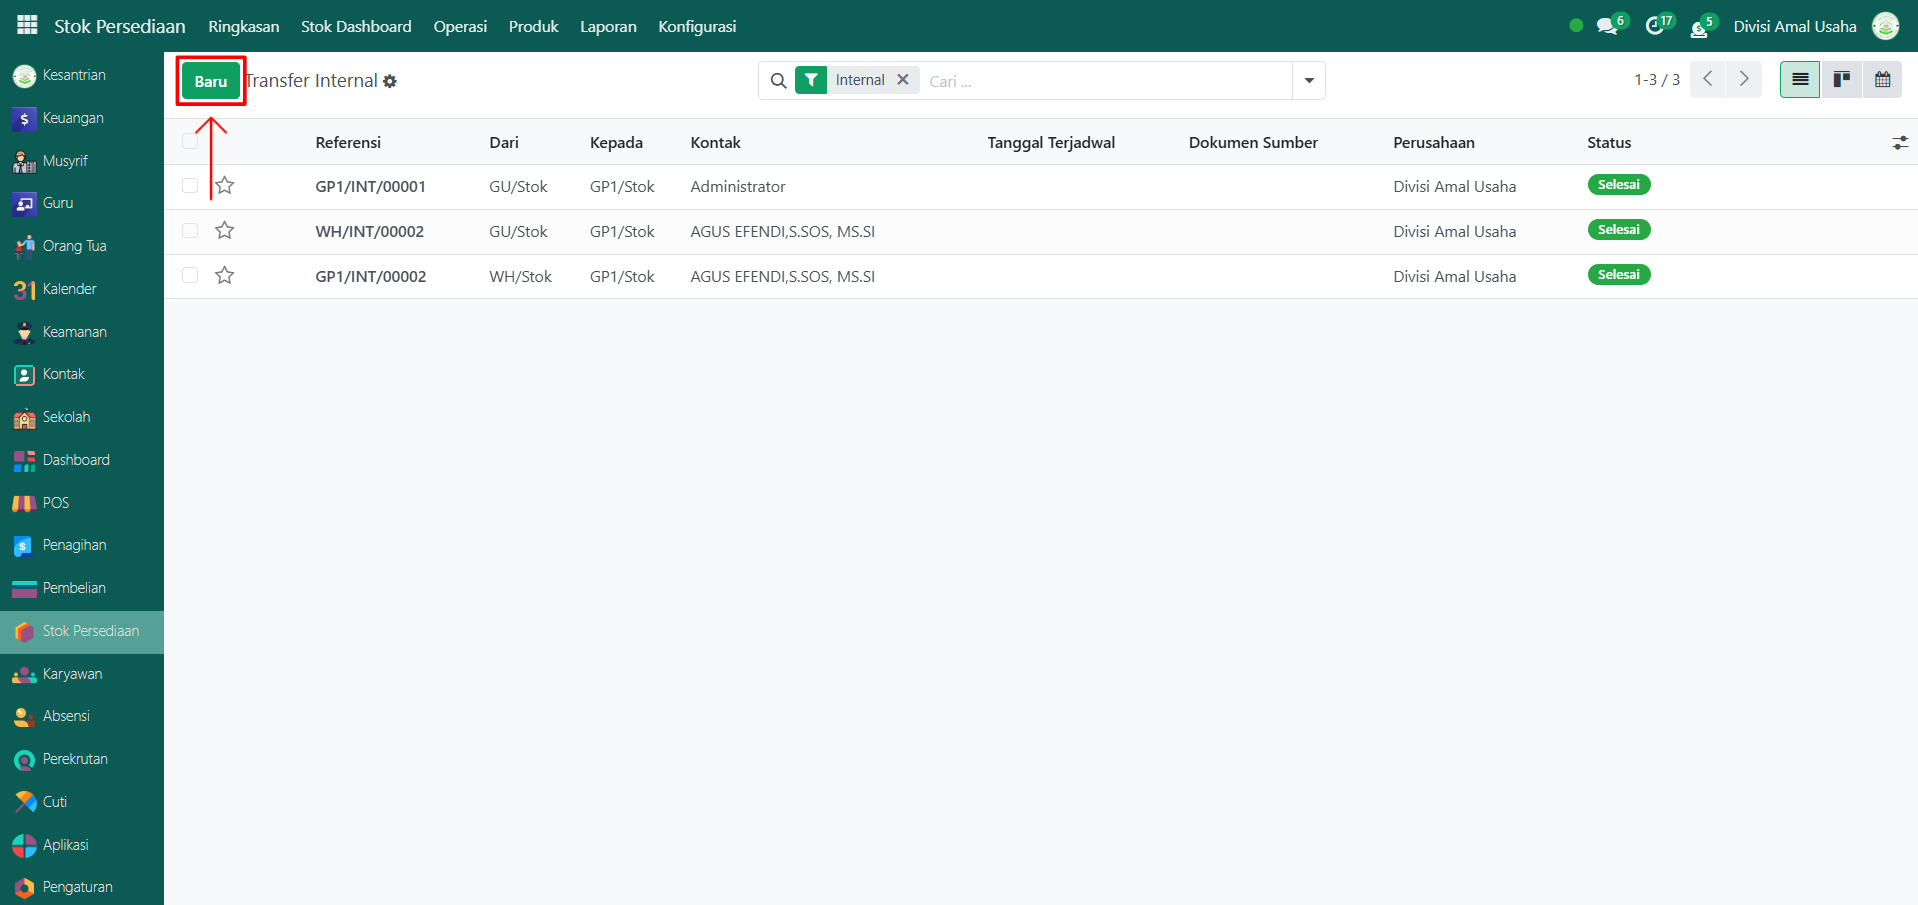 Stok Persediaan Ringkasan Stok Dashboard Operasi Produk Laporan Konfigurasi 6 17 5 Divisi Amal Usaha
Baru Transfer Internal Internal Cari ... 1-3 / 3
Referensi Dari Kepada Kontak Tanggal Terjadwal Dokumen Sumber Perusahaan Status
GP1/INT/00001 GU/Stok GP1/Stok Administrator Divisi Amal Usaha Selesai
WH/INT/00002 GU/Stok GP1/Stok AGUS EFENDI,S.SOS, MS.SI Divisi Amal Usaha Selesai
GP1/INT/00002 WH/Stok GP1/Stok AGUS EFENDI,S.SOS, MS.SI Divisi Amal Usaha Selesai
Kesantrian
Keuangan
Musyrif
Guru
Orang Tua
31 Kalender
Keamanan
Kontak
Sekolah
Dashboard
POS
Penagihan
Pembelian
Stok Persediaan
Karyawan
Absensi
Perekrutan
Cuti
Aplikasi
Pengaturan